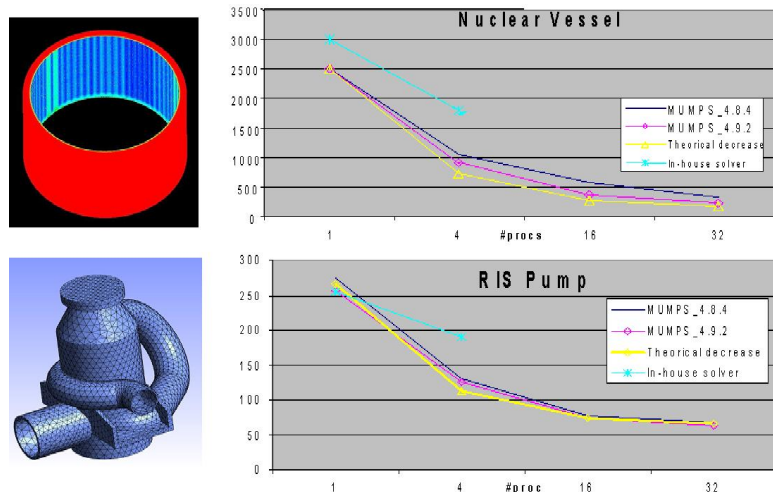 Nuclear Vessel
3500
3000
2500
2000
1500
1000
500
0
1
4
#procs
16
32
MUMPS_4.8.4
MUMPS_4.9.2
Theorical decrease
In-house solver
RIS Pump
300
250
200
150
100
50
0
1
4
#proc
16
32
MUMPS_4.8.4
MUMPS_4.9.2
Theorical decrease
In-house solver